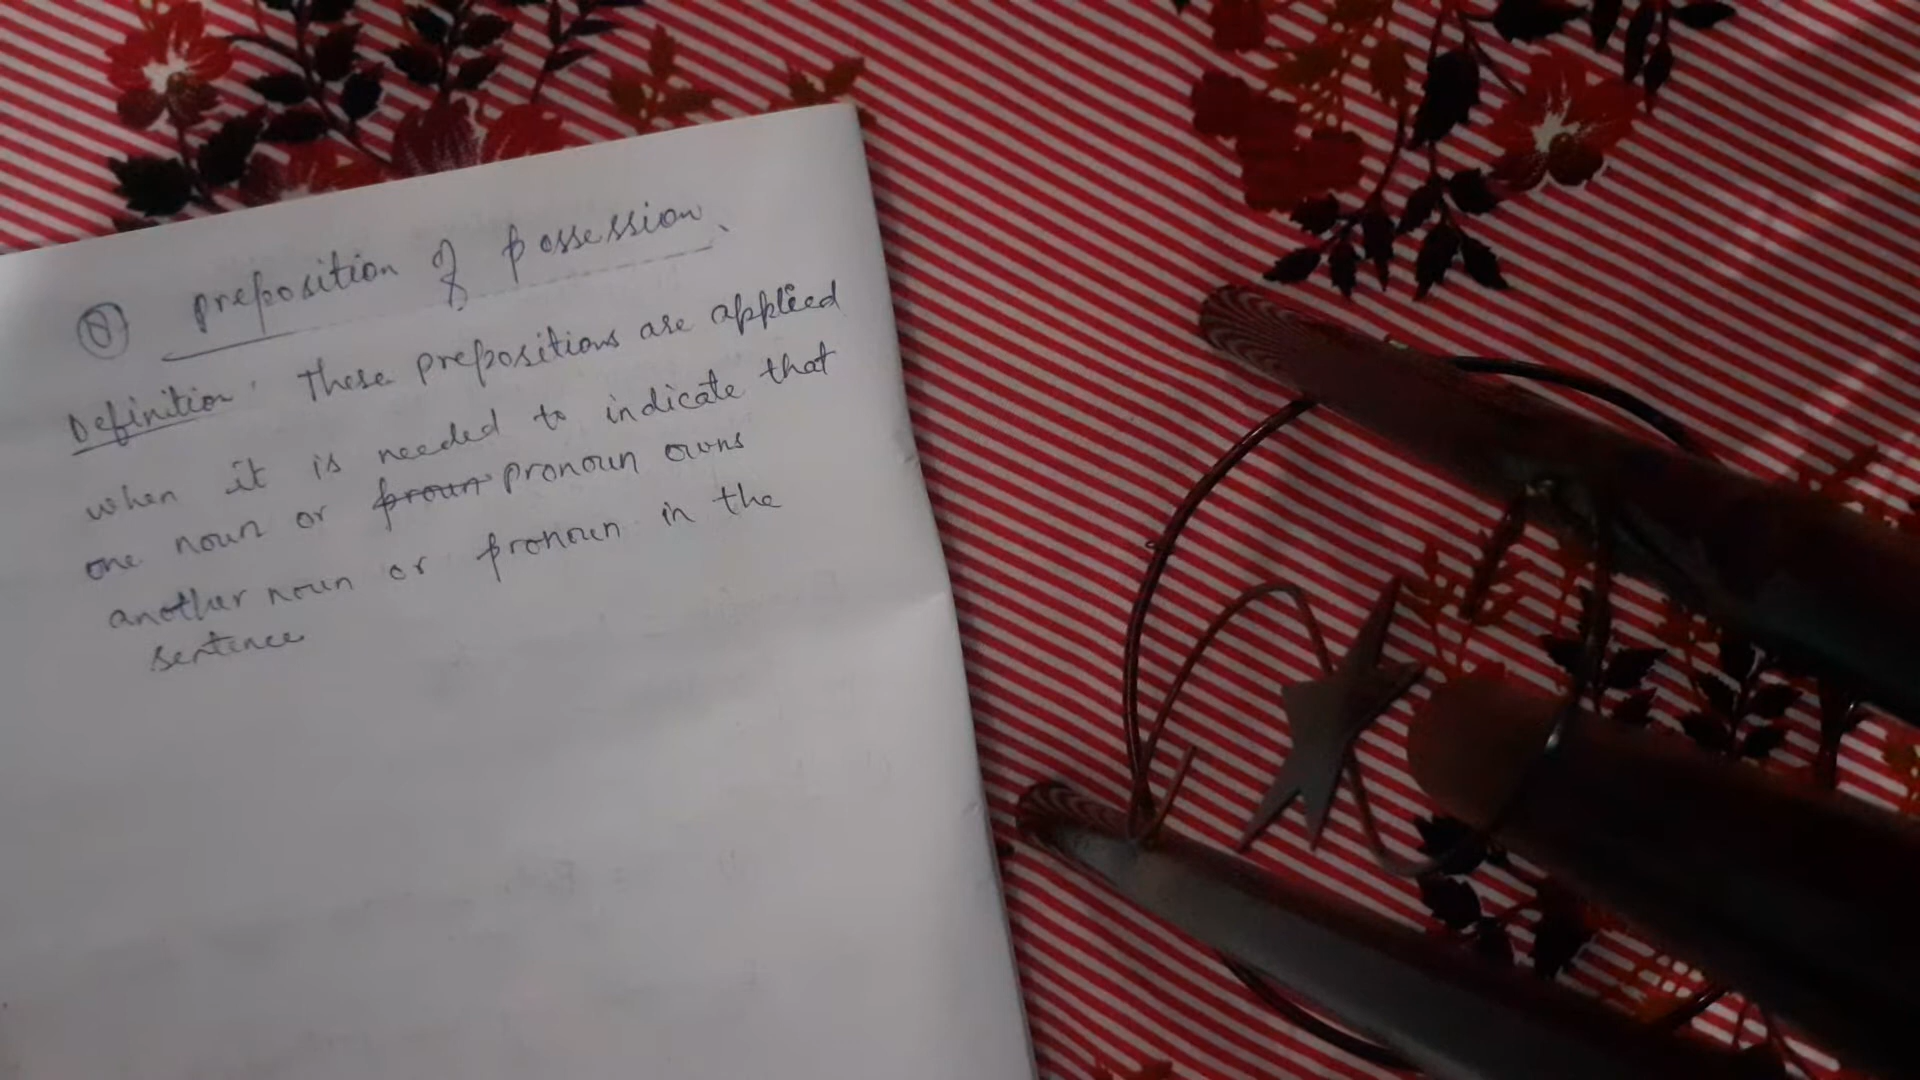 preposition of possession
Definition: These prepositions are applied
when it is needed to indicate that
one noun or proun pronoun owns
another noun or pronoun in the
sentence